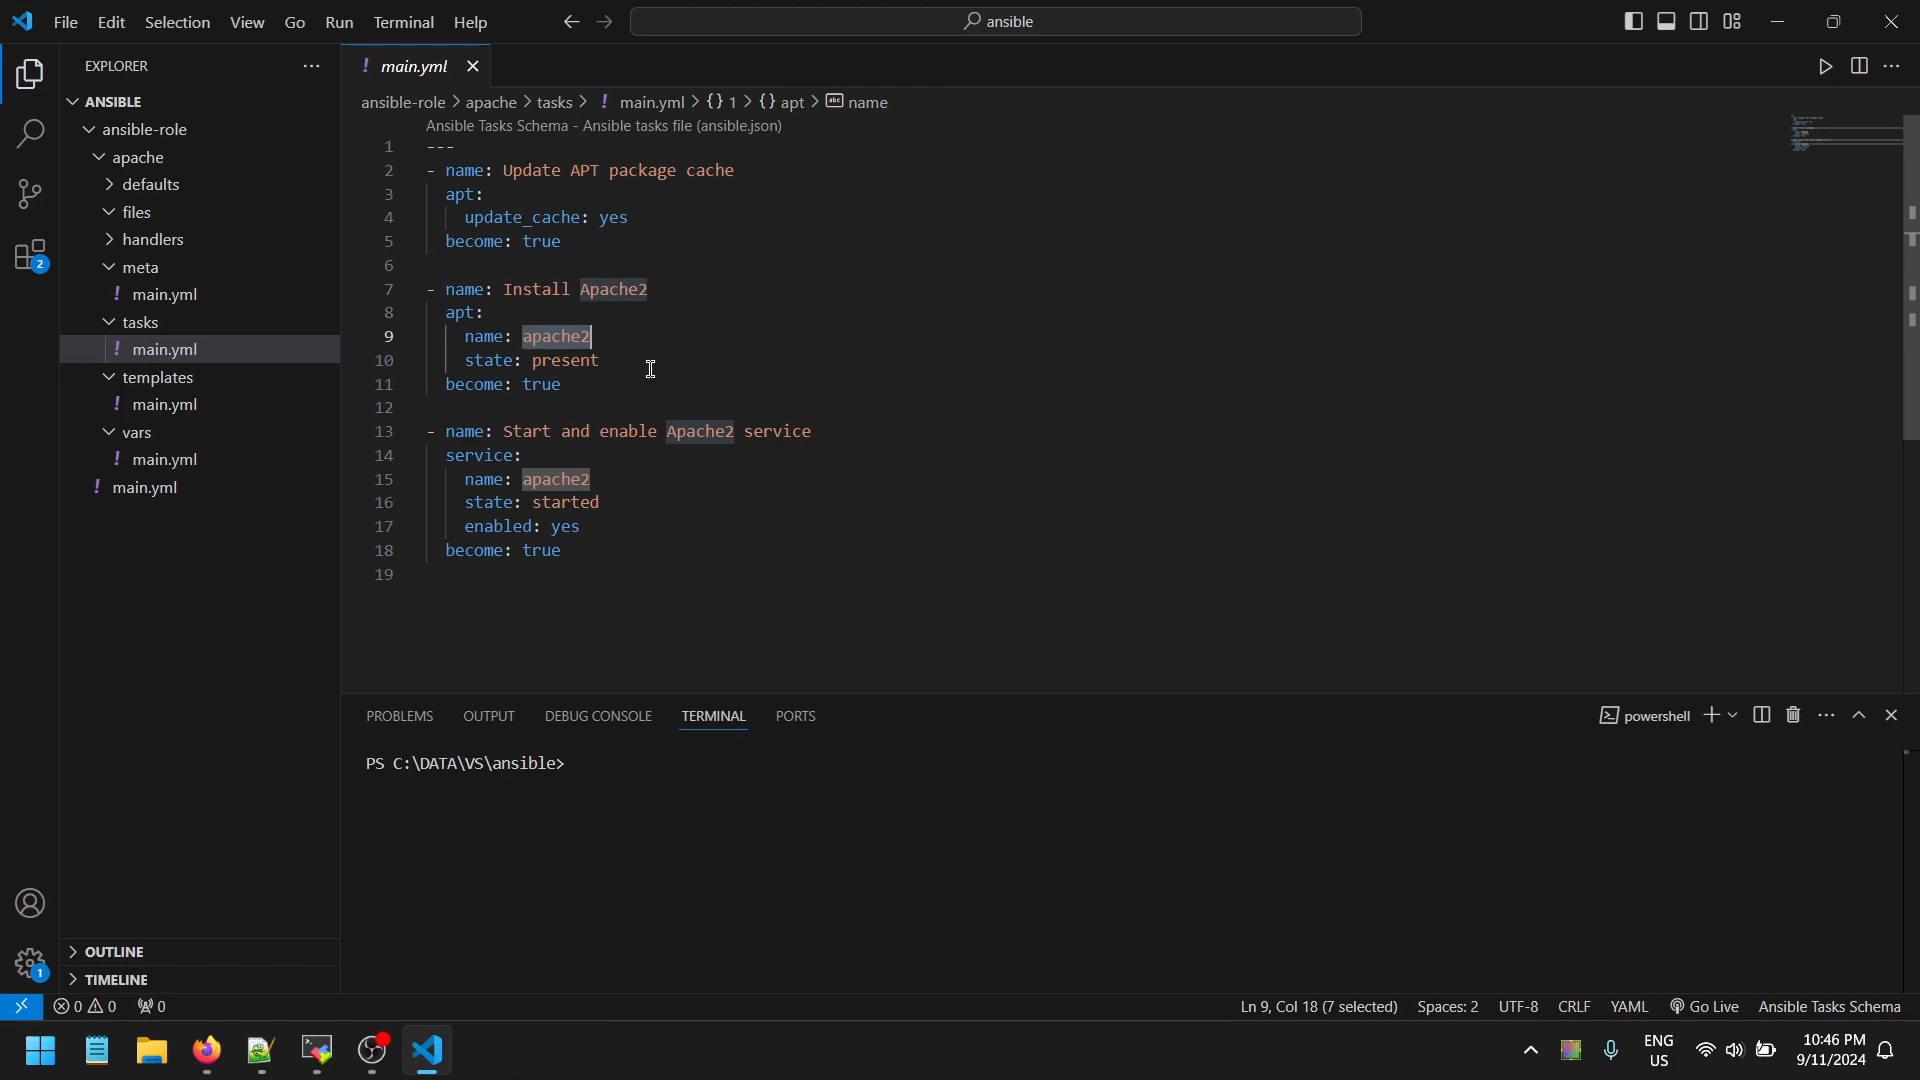 File Edit Selection View Go Run Terminal Help
ansible
EXPLORER
ANSIBLE
ansible-role
apache
defaults
files
handlers
meta
! main.yml
tasks
! main.yml
templates
! main.yml
vars
! main.yml
! main.yml
OUTLINE
TIMELINE
! main.yml
ansible-role > apache > tasks > ! main.yml > {} 1 > {} apt > abc name
Ansible Tasks Schema - Ansible tasks file (ansible.json)
1 ---
2 - name: Update APT package cache
3 apt:
4 update_cache: yes
5 become: true
6
7 - name: Install Apache2
8 apt:
9 name: apache2
10 state: present
11 become: true
12
13 - name: Start and enable Apache2 service
14 service:
15 name: apache2
16 state: started
17 enabled: yes
18 become: true
19
PROBLEMS OUTPUT DEBUG CONSOLE TERMINAL PORTS
powershell
PS C:\DATA\VS\ansible>
2
1
0 0 0
Ln 9, Col 18 (7 selected) Spaces: 2 UTF-8 CRLF YAML Go Live Ansible Tasks Schema
ENG
US
10:46 PM
9/11/2024